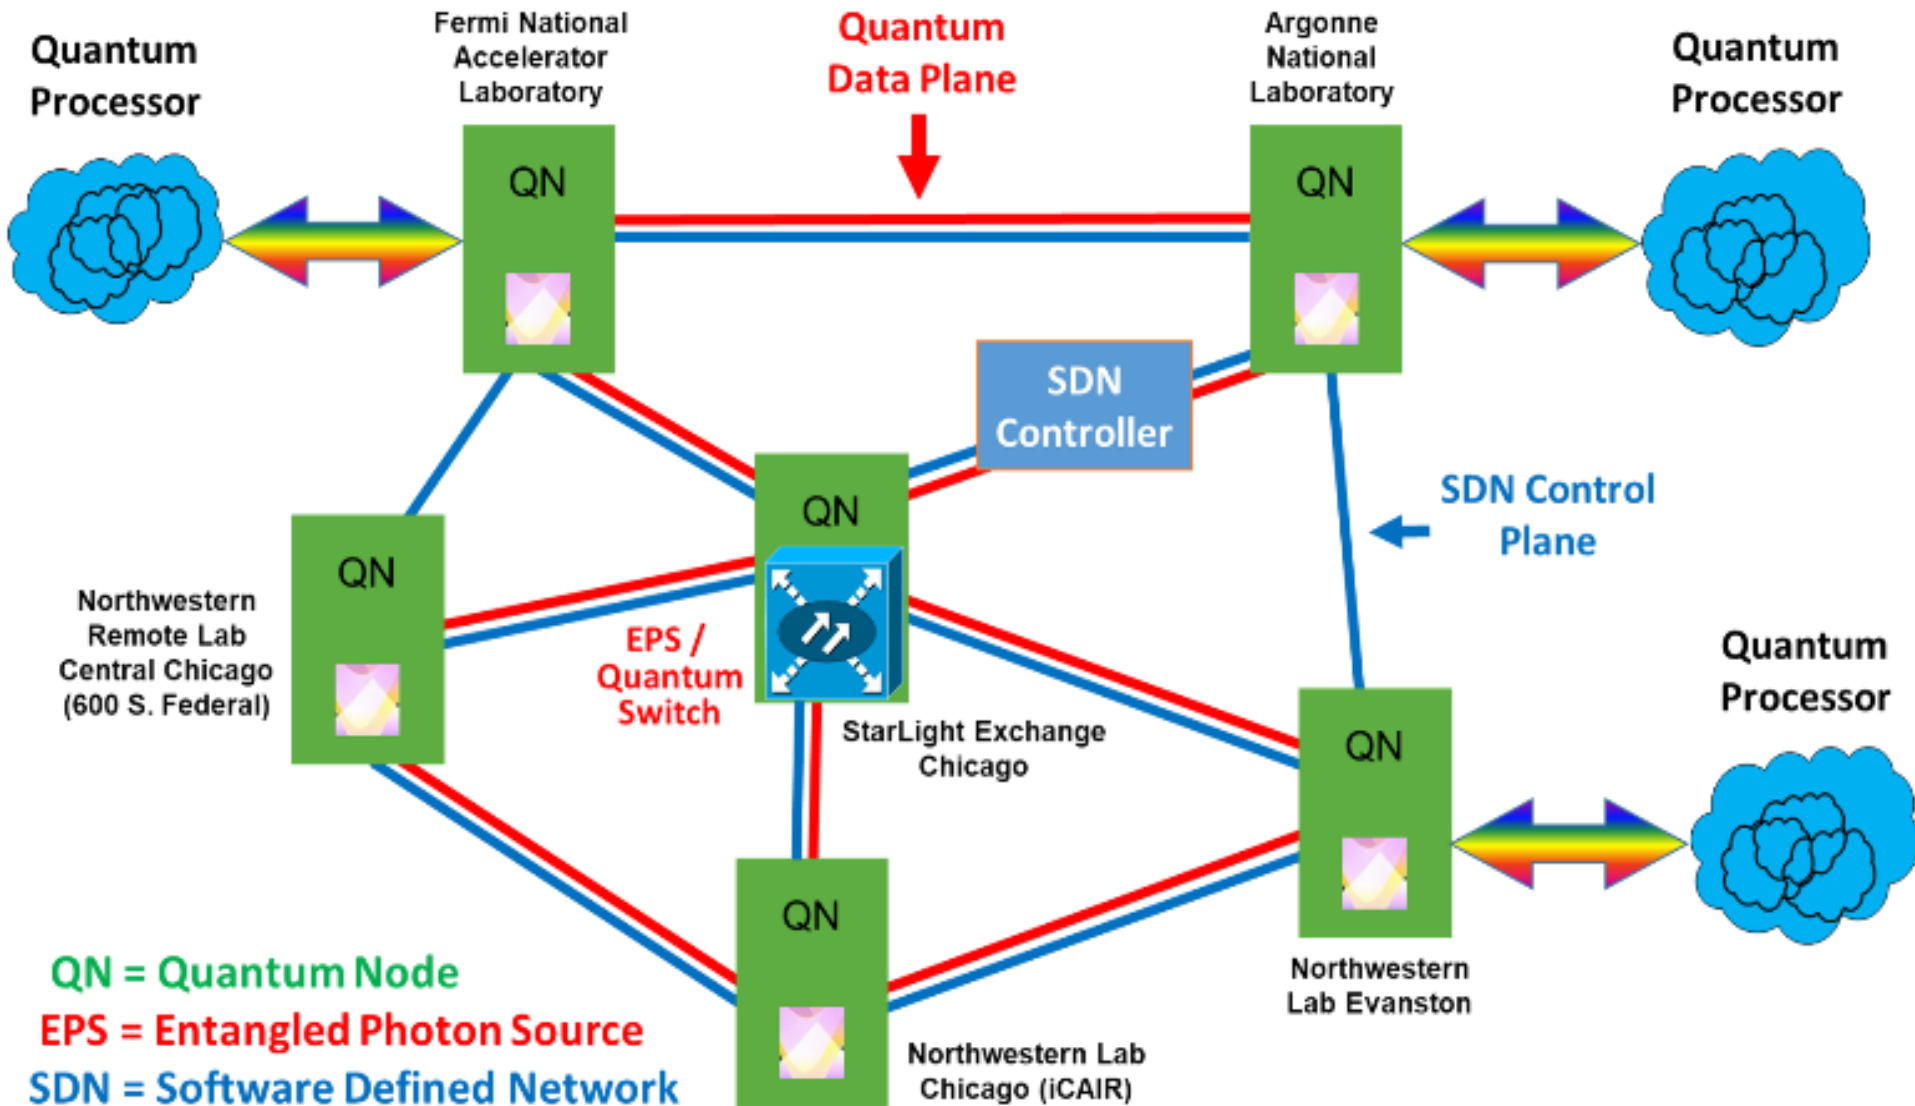 Quantum
Processor
Fermi National
Accelerator
Laboratory
Quantum
Data Plane
Argonne
National
Laboratory
Quantum
Processor
QN
QN
SDN
Controller
QN
SDN Control
Plane
QN
Northwestern
Remote Lab
Central Chicago
(600 S. Federal)
EPS /
Quantum
Switch
StarLight Exchange
Chicago
Quantum
Processor
QN
QN
Northwestern
Lab Evanston
Northwestern Lab
Chicago (iCAIR)
QN = Quantum Node
EPS = Entangled Photon Source
SDN = Software Defined Network